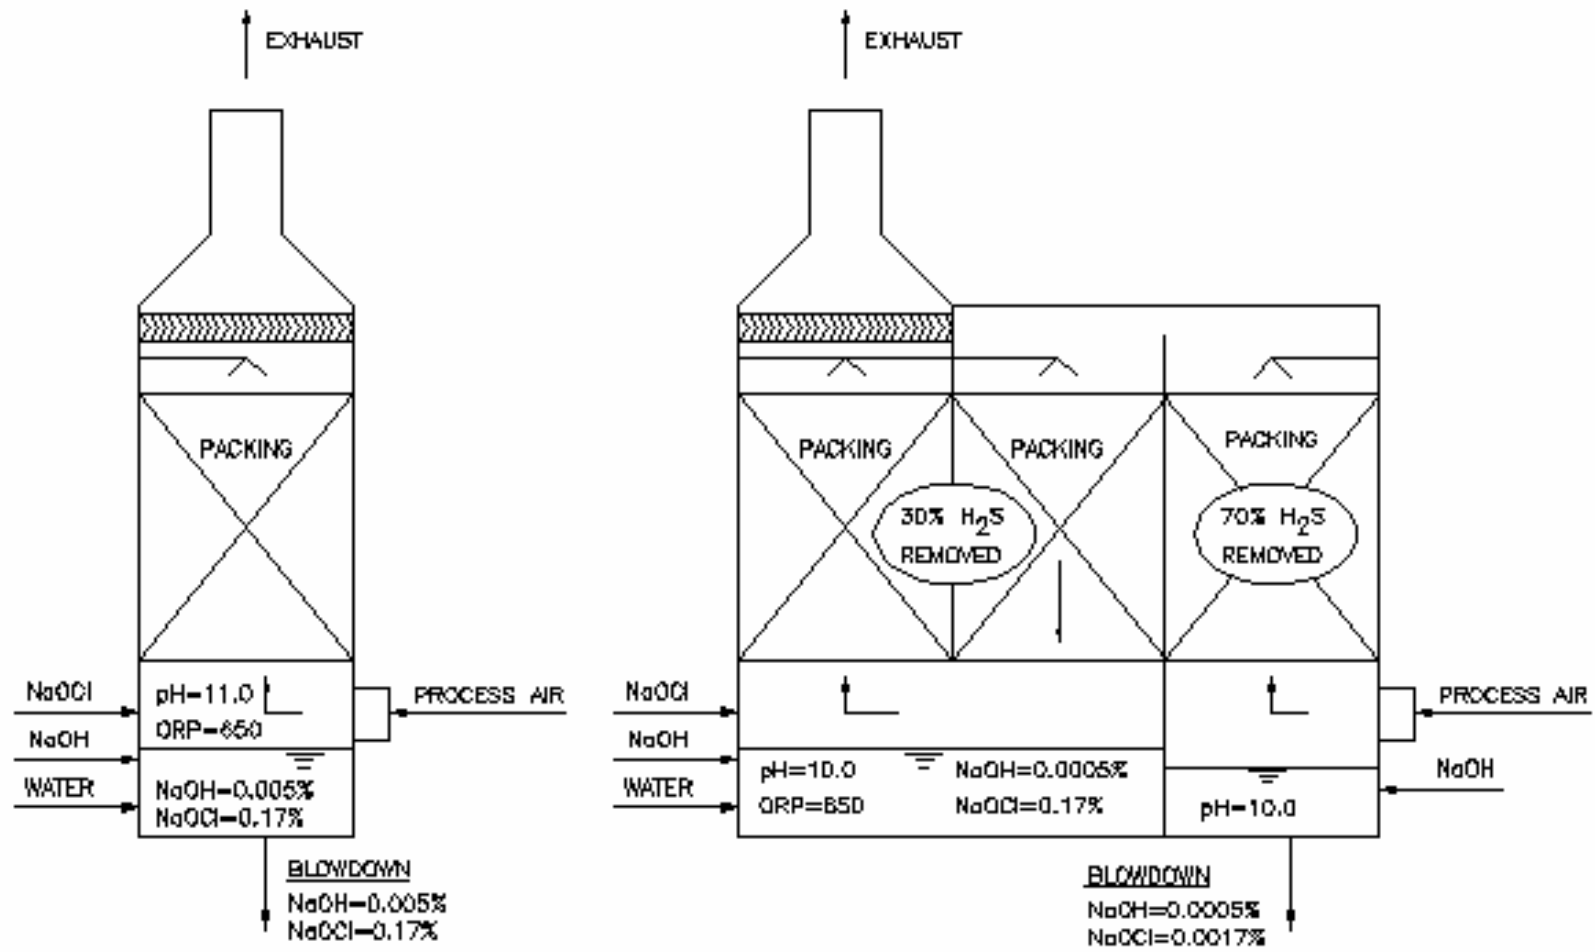 EXHAUST
PACKING
NaOCl
NaOH
WATER
pH=11.0
ORP=650
PROCESS AIR
NaOH=0.005%
NaOCl=0.17%
BLOWDOWN
NaOH=0.005%
NaOCl=0.17%
EXHAUST
PACKING
PACKING
PACKING
30% H2S
REMOVED
70% H2S
REMOVED
NaOCl
NaOH
WATER
pH=10.0
ORP=650
NaOH=0.0005%
NaOCl=0.17%
PROCESS AIR
NaOH
pH=10.0
BLOWDOWN
NaOH=0.0005%
NaOCl=0.0017%